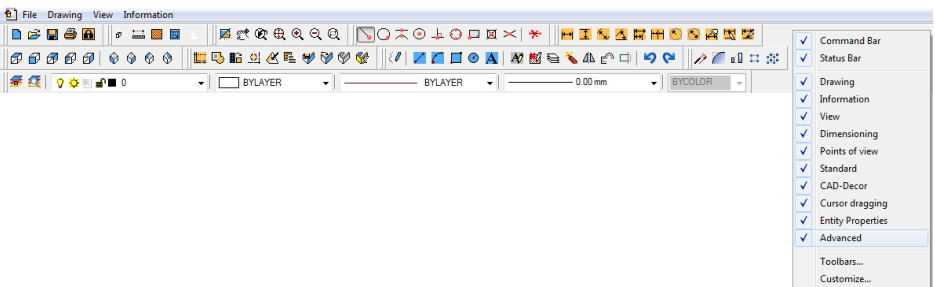 File Drawing View Information
0 BYLAYER BYLAYER 0.00 mm BYCOLOR
Command Bar
Status Bar
Drawing
Information
View
Dimensioning
Points of view
Standard
CAD-Decor
Cursor dragging
Entity Properties
Advanced
Toolbars...
Customize...